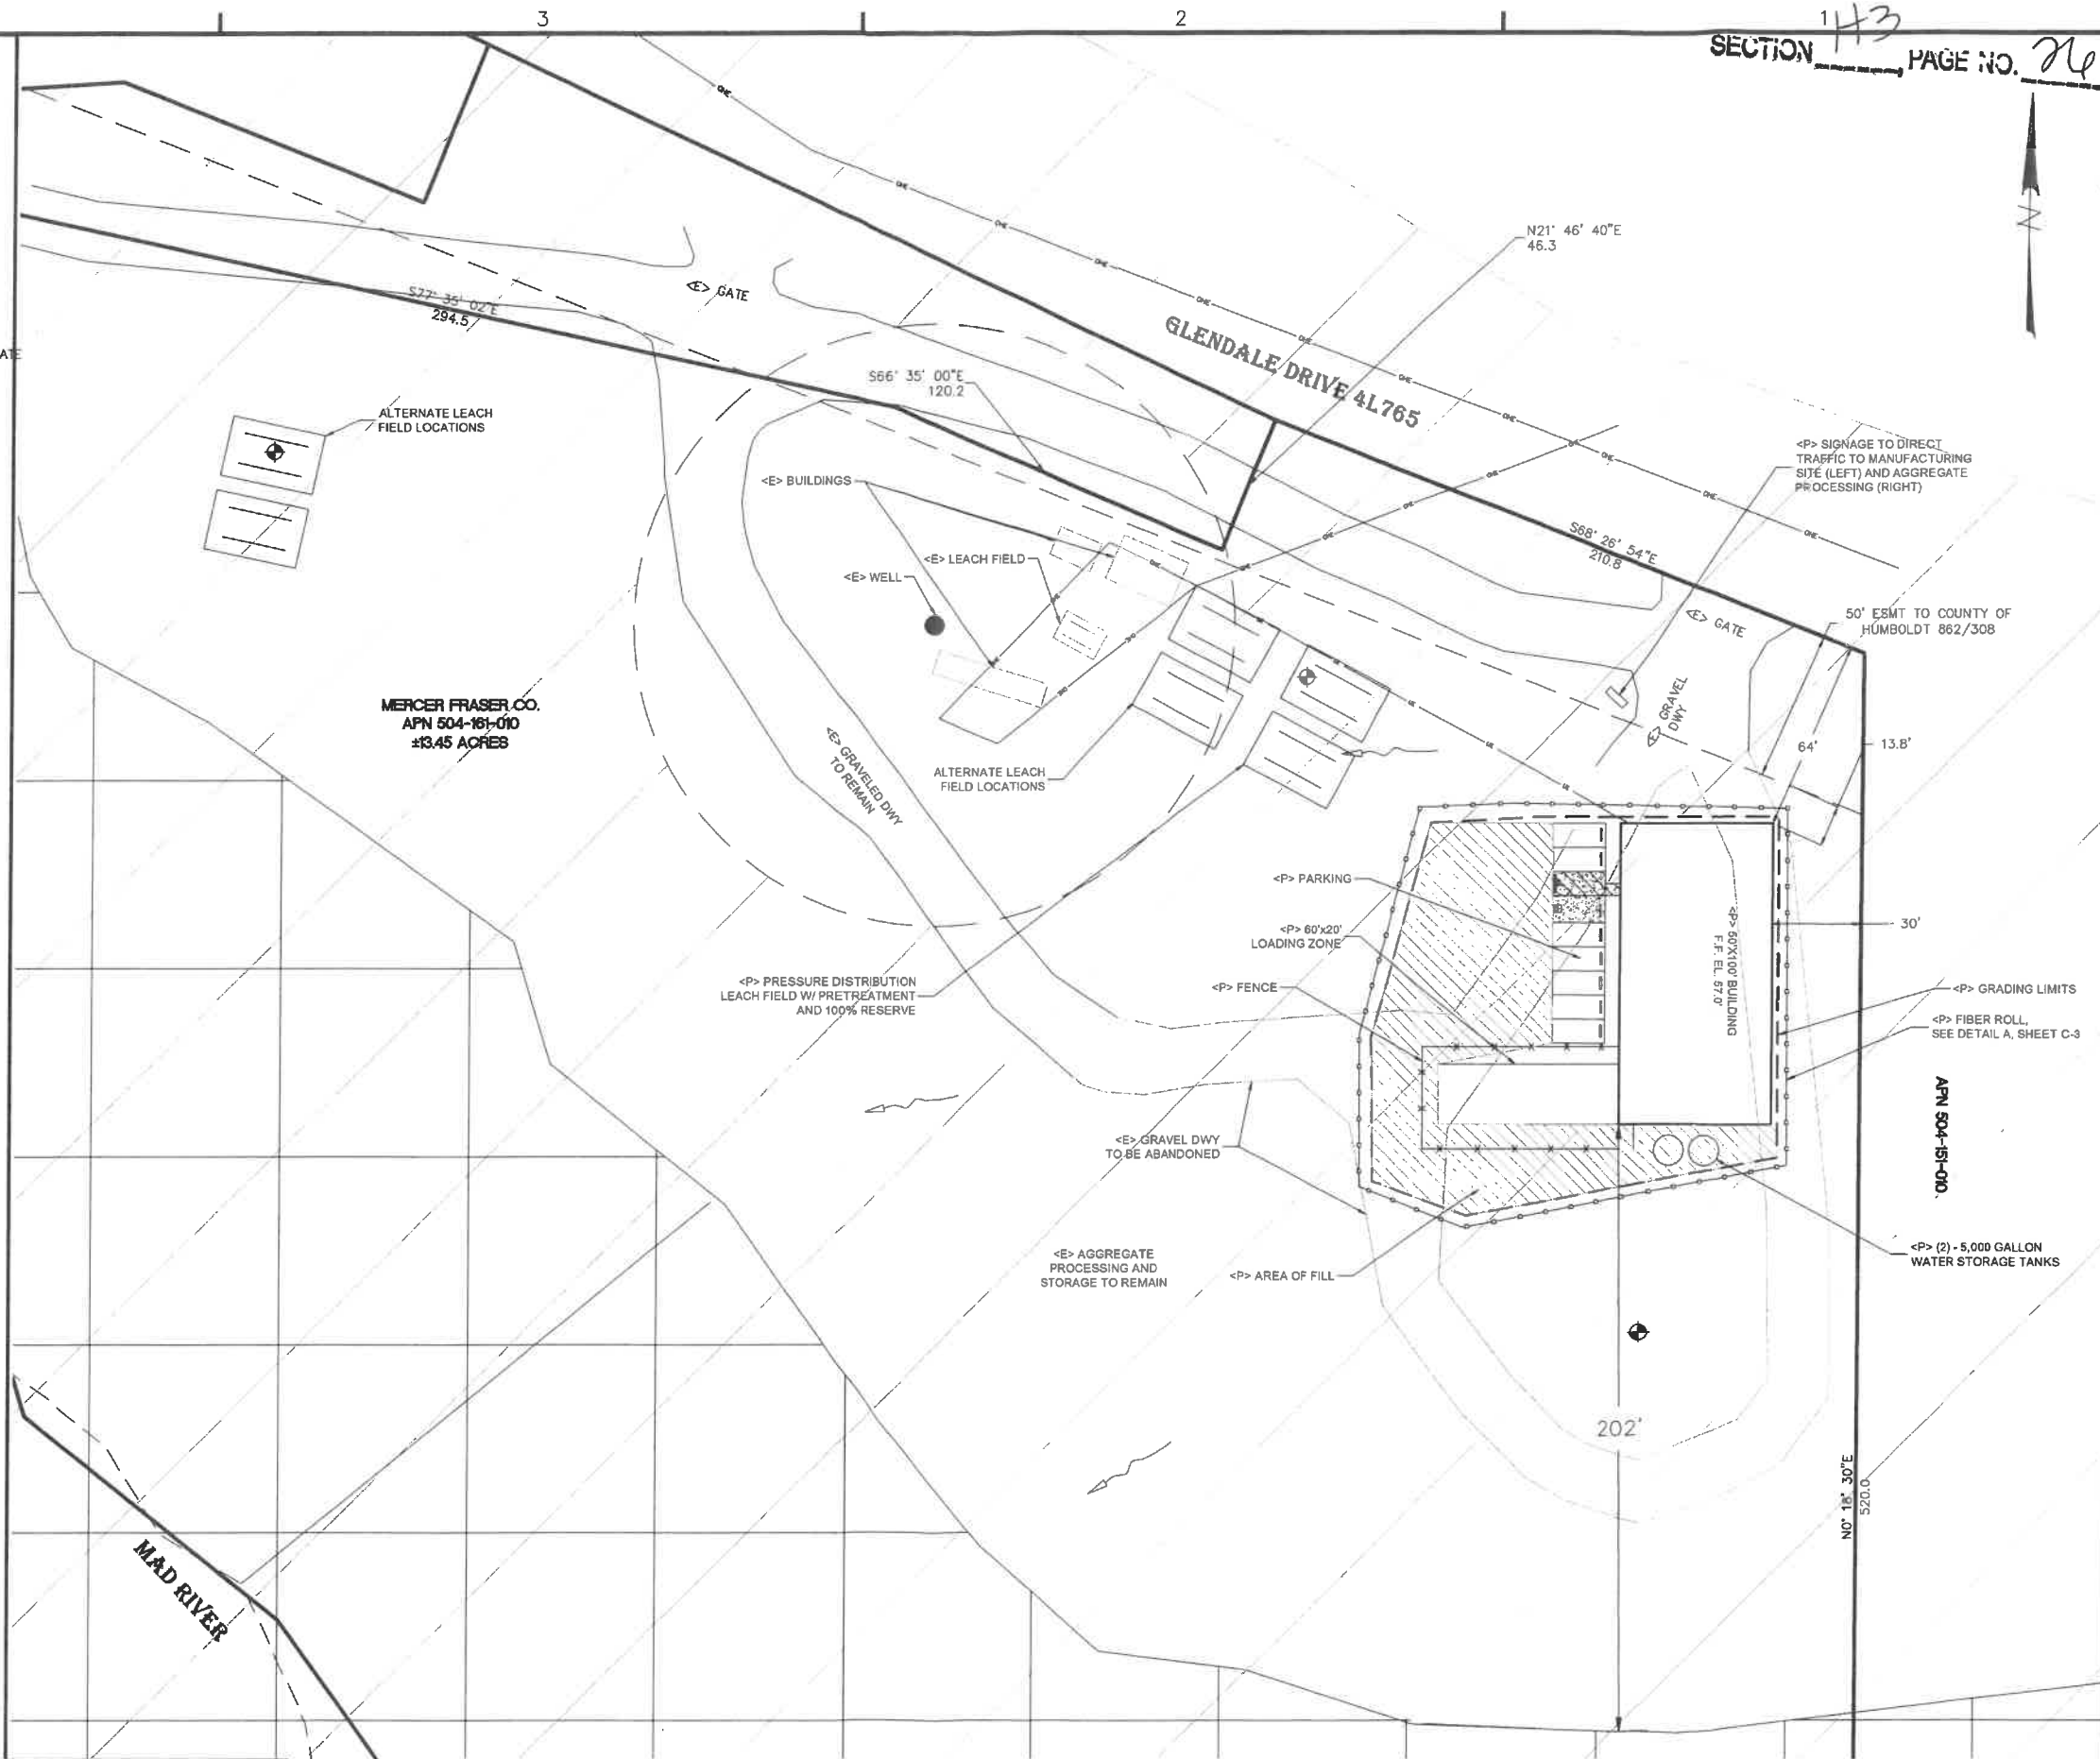 3
2
1
SECTION H3 PAGE NO. 26
N
N21° 46' 40"E
46.3
<E> GATE
S77° 35' 02"E
294.5
GLENDALE DRIVE 4L765
S66° 35' 00"E
120.2
ALTERNATE LEACH
FIELD LOCATIONS
<P> SIGNAGE TO DIRECT
TRAFFIC TO MANUFACTURING
SITE (LEFT) AND AGGREGATE
PROCESSING (RIGHT)
<E> BUILDINGS
S68° 26' 54"E
210.8
<E> LEACH FIELD
<E> WELL
<E> GATE
50' ESMT TO COUNTY OF
HUMBOLDT 862/308
MERCER FRASER CO.
APN 504-161-010
±13.45 ACRES
<E> GRAVEL
DWY
64'
13.8'
<E> GRAVELED DWY
TO REMAIN
ALTERNATE LEACH
FIELD LOCATIONS
<P> PARKING
<P> 60'x20'
LOADING ZONE
30'
<P> 50'X100' BUILDING
F.F. EL. 57.0'
<P> PRESSURE DISTRIBUTION
LEACH FIELD W/ PRETREATMENT
AND 100% RESERVE
<P> FENCE
<P> GRADING LIMITS
<P> FIBER ROLL,
SEE DETAIL A, SHEET C-3
APN 504-151-010
<E> GRAVEL DWY
TO BE ABANDONED
<E> AGGREGATE
PROCESSING AND
STORAGE TO REMAIN
<P> AREA OF FILL
<P> (2) - 5,000 GALLON
WATER STORAGE TANKS
202'
N0° 18' 30"E
520.0
MAD RIVER